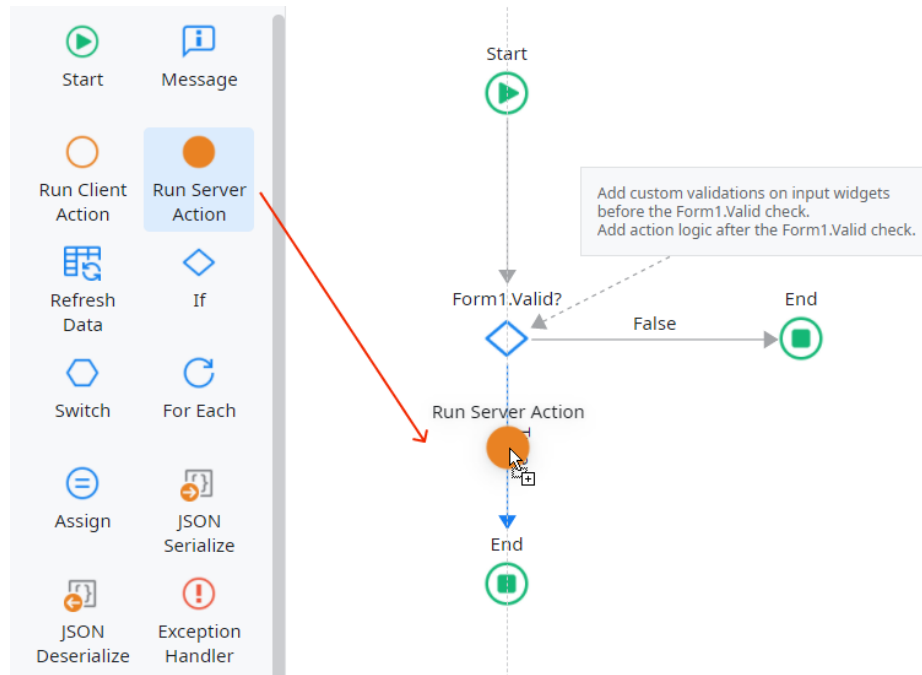 Start
Message
Run Client
Action
Run Server
Action
Refresh
Data
If
Switch
For Each
Assign
JSON
Serialize
JSON
Deserialize
Exception
Handler
Start
Add custom validations on input widgets
before the Form1.Valid check.
Add action logic after the Form1.Valid check.
Form1.Valid?
False
End
Run Server Action
End